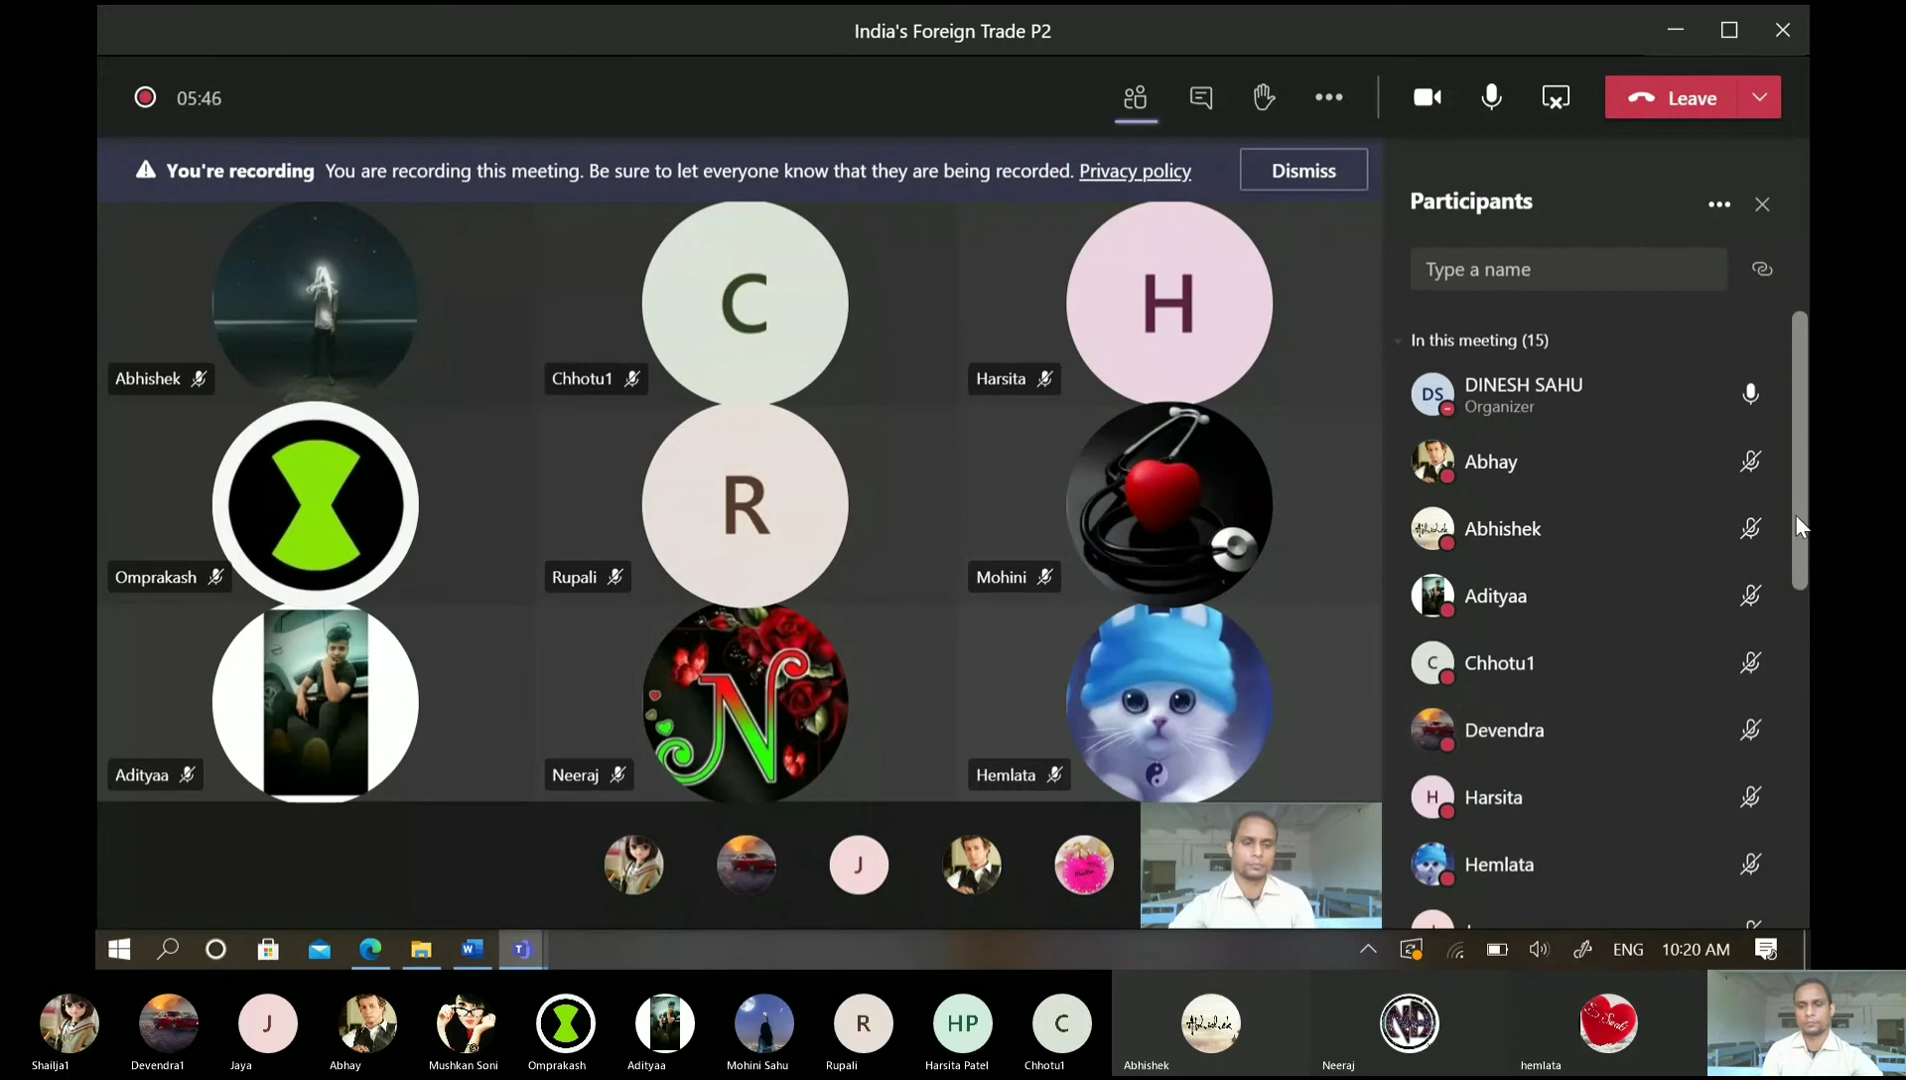 India's Foreign Trade P2
05:46
Leave
You're recording You are recording this meeting. Be sure to let everyone know that they are being recorded. Privacy policy
Dismiss
Participants
Type a name
In this meeting (15)
DS
DINESH SAHU
Organizer
Abhay
Abhishek
Abhishek
Adityaa
C
Chhotu1
Devendra
H
Harsita
Hemlata
Abhishek
C
Chhotu1
H
Harsita
Omprakash
R
Rupali
Mohini
Adityaa
N
Neeraj
Hemlata
J
T
ENG
10:20 AM
Shailja1
Devendra1
J
Jaya
Abhay
Mushkan Soni
Omprakash
Adityaa
Mohini Sahu
R
Rupali
HP
Harsita Patel
C
Chhotu1
Abhishek
Abhishek
Neeraj
hemlata